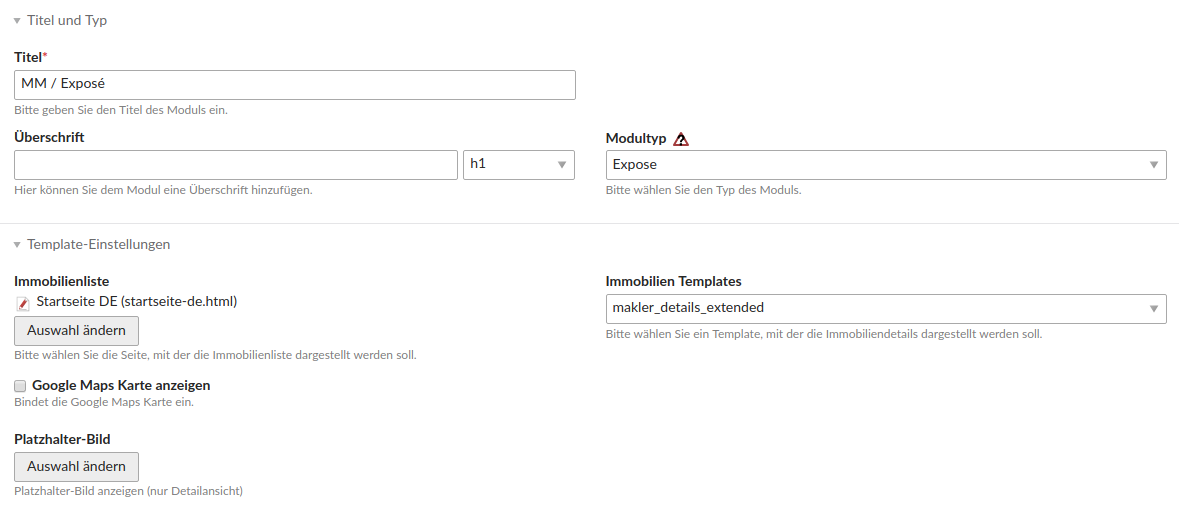 Titel und Typ
Titel*
MM / Exposé
Bitte geben Sie den Titel des Moduls ein.
Überschrift
h1
Hier können Sie dem Modul eine Überschrift hinzufügen.
Modultyp
Expose
Bitte wählen Sie den Typ des Moduls.
Template-Einstellungen
Immobilienliste
Startseite DE (startseite-de.html)
Auswahl ändern
Bitte wählen Sie die Seite, mit der die Immobilienliste dargestellt werden soll.
Immobilien Templates
makler_details_extended
Bitte wählen Sie ein Template, mit der die Immobiliendetails dargestellt werden soll.
Google Maps Karte anzeigen
Bindet die Google Maps Karte ein.
Platzhalter-Bild
Auswahl ändern
Platzhalter-Bild anzeigen (nur Detailansicht)